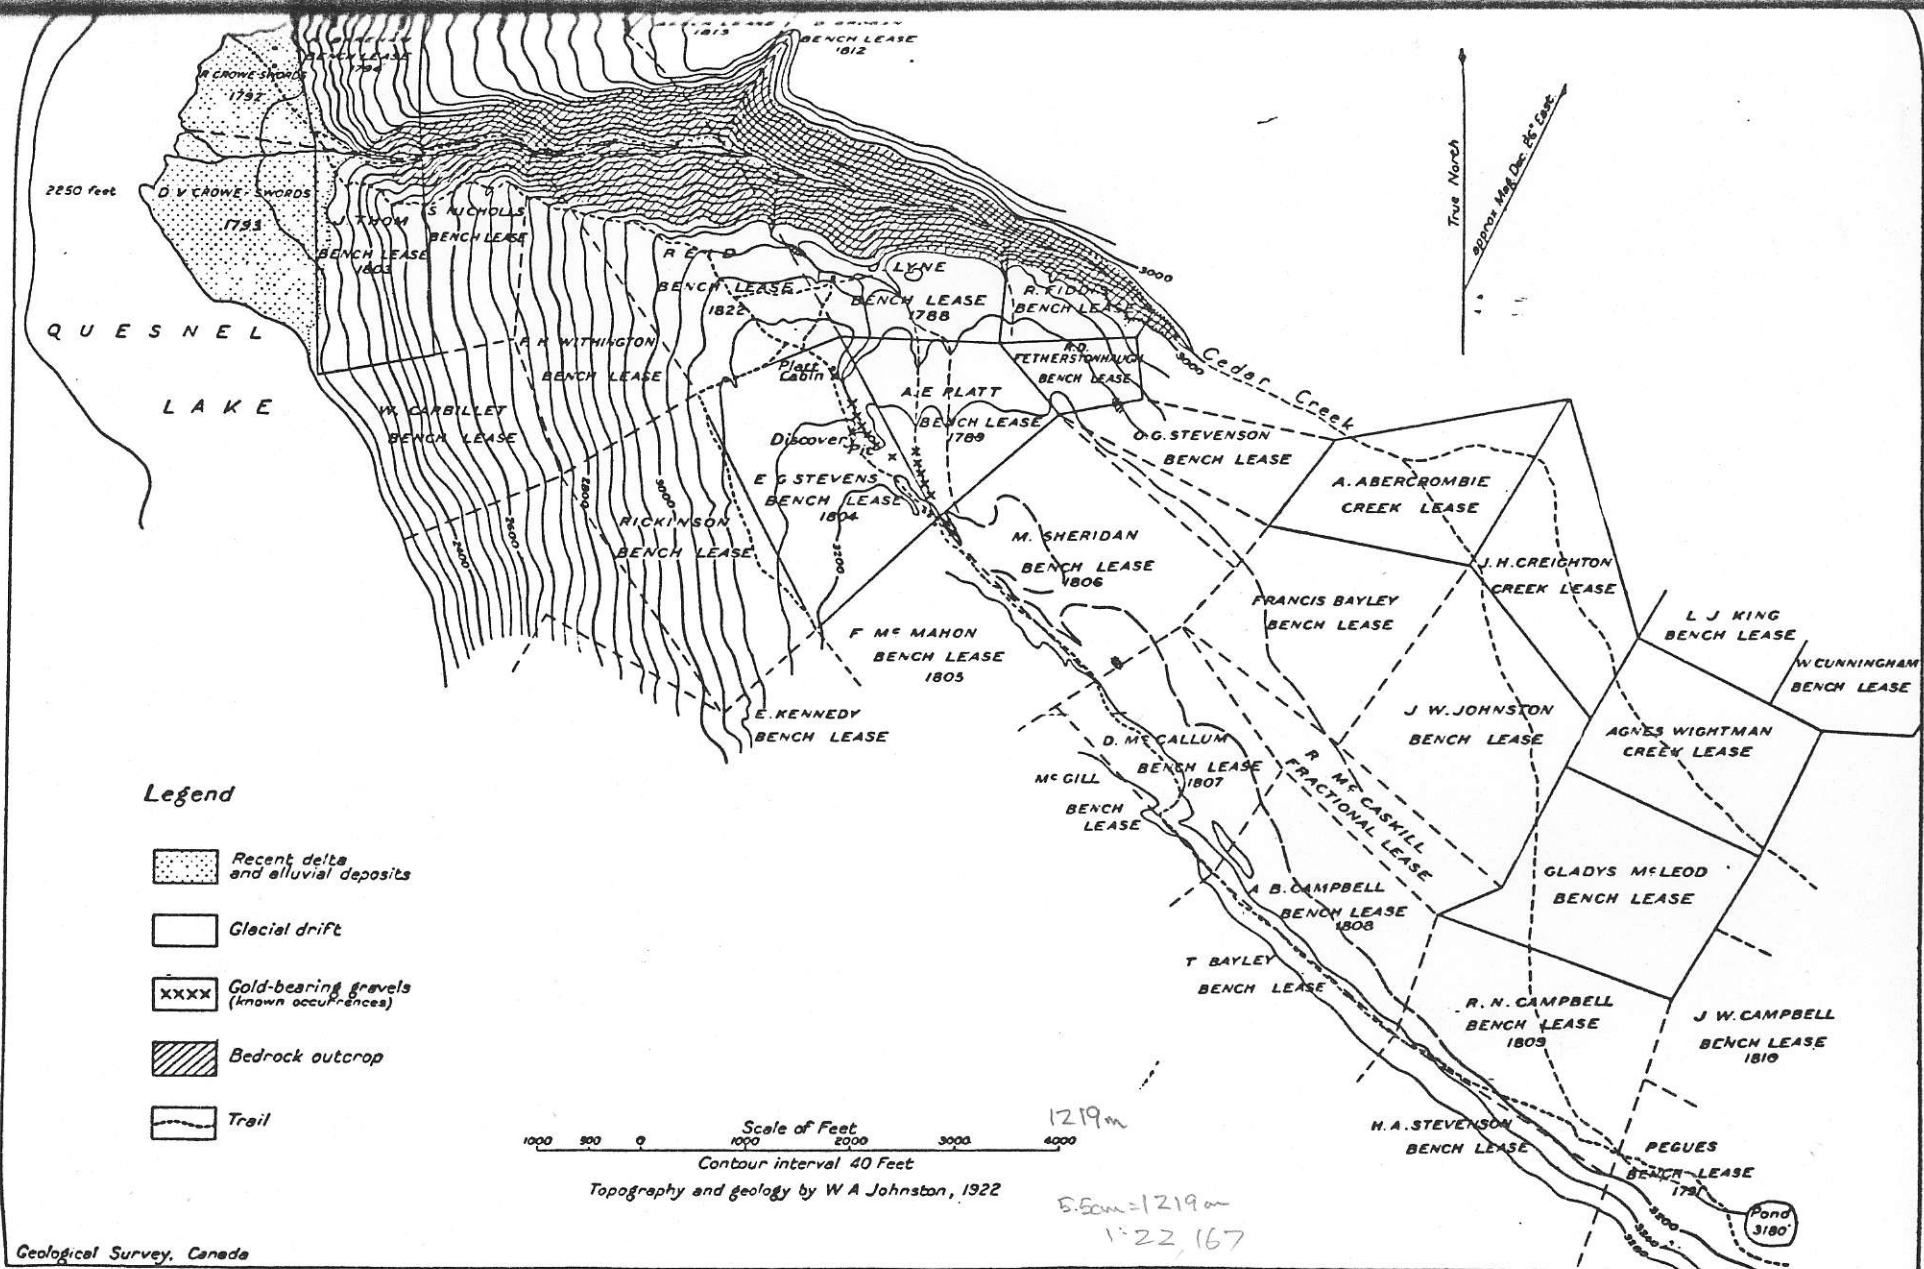 1813
BENCH LEASE
1812
BENCH LEASE
1794
R CROWE-SWORDS
1792
2250 feet
D V CROWE-SWORDS
1793
J. THOM
BENCH LEASE
1803
S NICHOLLS
BENCH LEASE
REID
BENCH LEASE
1822
J. LYNE
BENCH LEASE
1788
R. FIDDIS
BENCH LEASE
3000
True North
approx Mag. Dec. 26° East
QUESNEL
LAKE
F. H. WITHINGTON
BENCH LEASE
Platt
Cabin
R.D.
FETHERSTONHAUGH
BENCH LEASE
3000
Cedar Creek
A.E PLATT
BENCH LEASE
1789
W. CARBILLET
BENCH LEASE
Discovery
Pit
O.G. STEVENSON
BENCH LEASE
E G STEVENS
BENCH LEASE
1804
A. ABERCROMBIE
CREEK LEASE
2400
2600
2800
3000
3200
RICKINSON
BENCH LEASE
M. SHERIDAN
BENCH LEASE
1806
J.H. CREIGHTON
CREEK LEASE
FRANCIS BAYLEY
BENCH LEASE
L J KING
BENCH LEASE
F Mc MAHON
BENCH LEASE
1805
W CUNNINGHAM
BENCH LEASE
E. KENNEDY
BENCH LEASE
J W. JOHNSTON
BENCH LEASE
AGNES WIGHTMAN
CREEK LEASE
D. Mc CALLUM
BENCH LEASE
1807
Mc GILL
BENCH
LEASE
R Mc CASKILL
FRACTIONAL LEASE
A B. CAMPBELL
BENCH LEASE
1808
GLADYS McLEOD
BENCH LEASE
T BAYLEY
BENCH LEASE
R. N. CAMPBELL
BENCH LEASE
1809
J W. CAMPBELL
BENCH LEASE
1810
H. A. STEVENSON
BENCH LEASE
PEGUES
BENCH LEASE
1791
3200
Pond
3180'
Legend
Recent delta
and alluvial deposits
Glacial drift
xxxx Gold-bearing gravels
(known occurrences)
Bedrock outcrop
Trail
Scale of Feet
1000 500 0 1000 2000 3000 4000
Contour interval 40 Feet
Topography and geology by W A Johnston, 1922
1219m
5.5cm = 1219m
1:22,167
Geological Survey, Canada